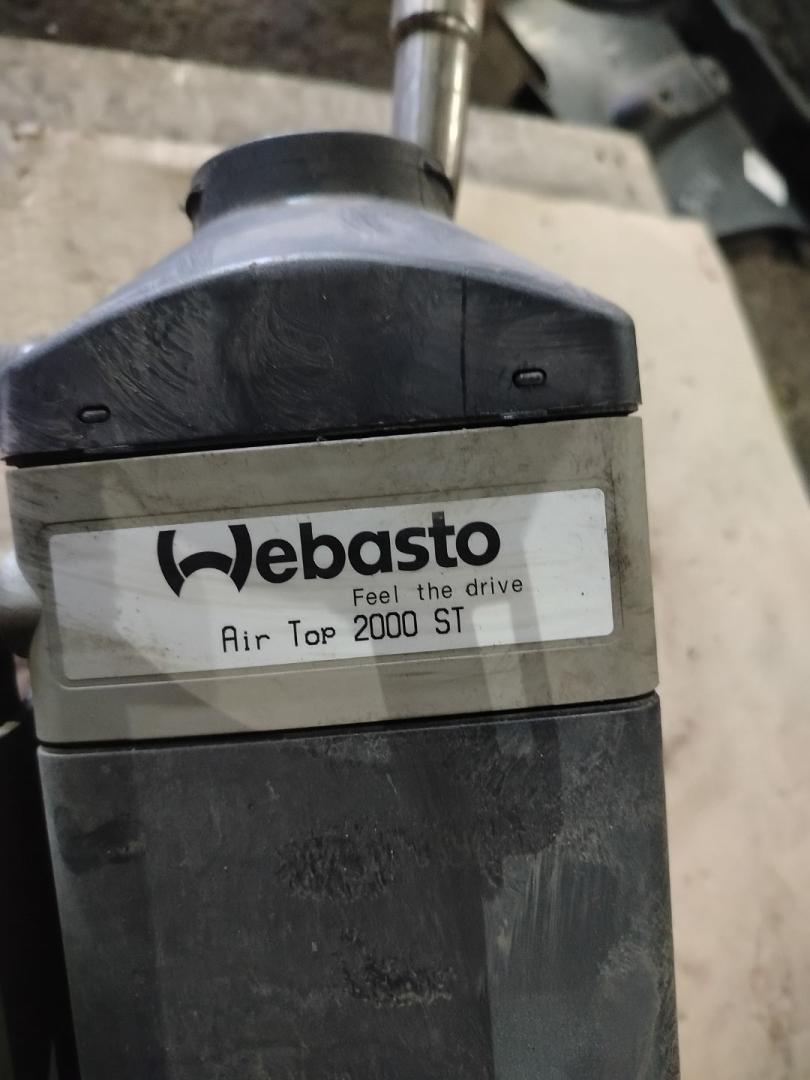 Webasto
Feel the drive
Air Top 2000 ST